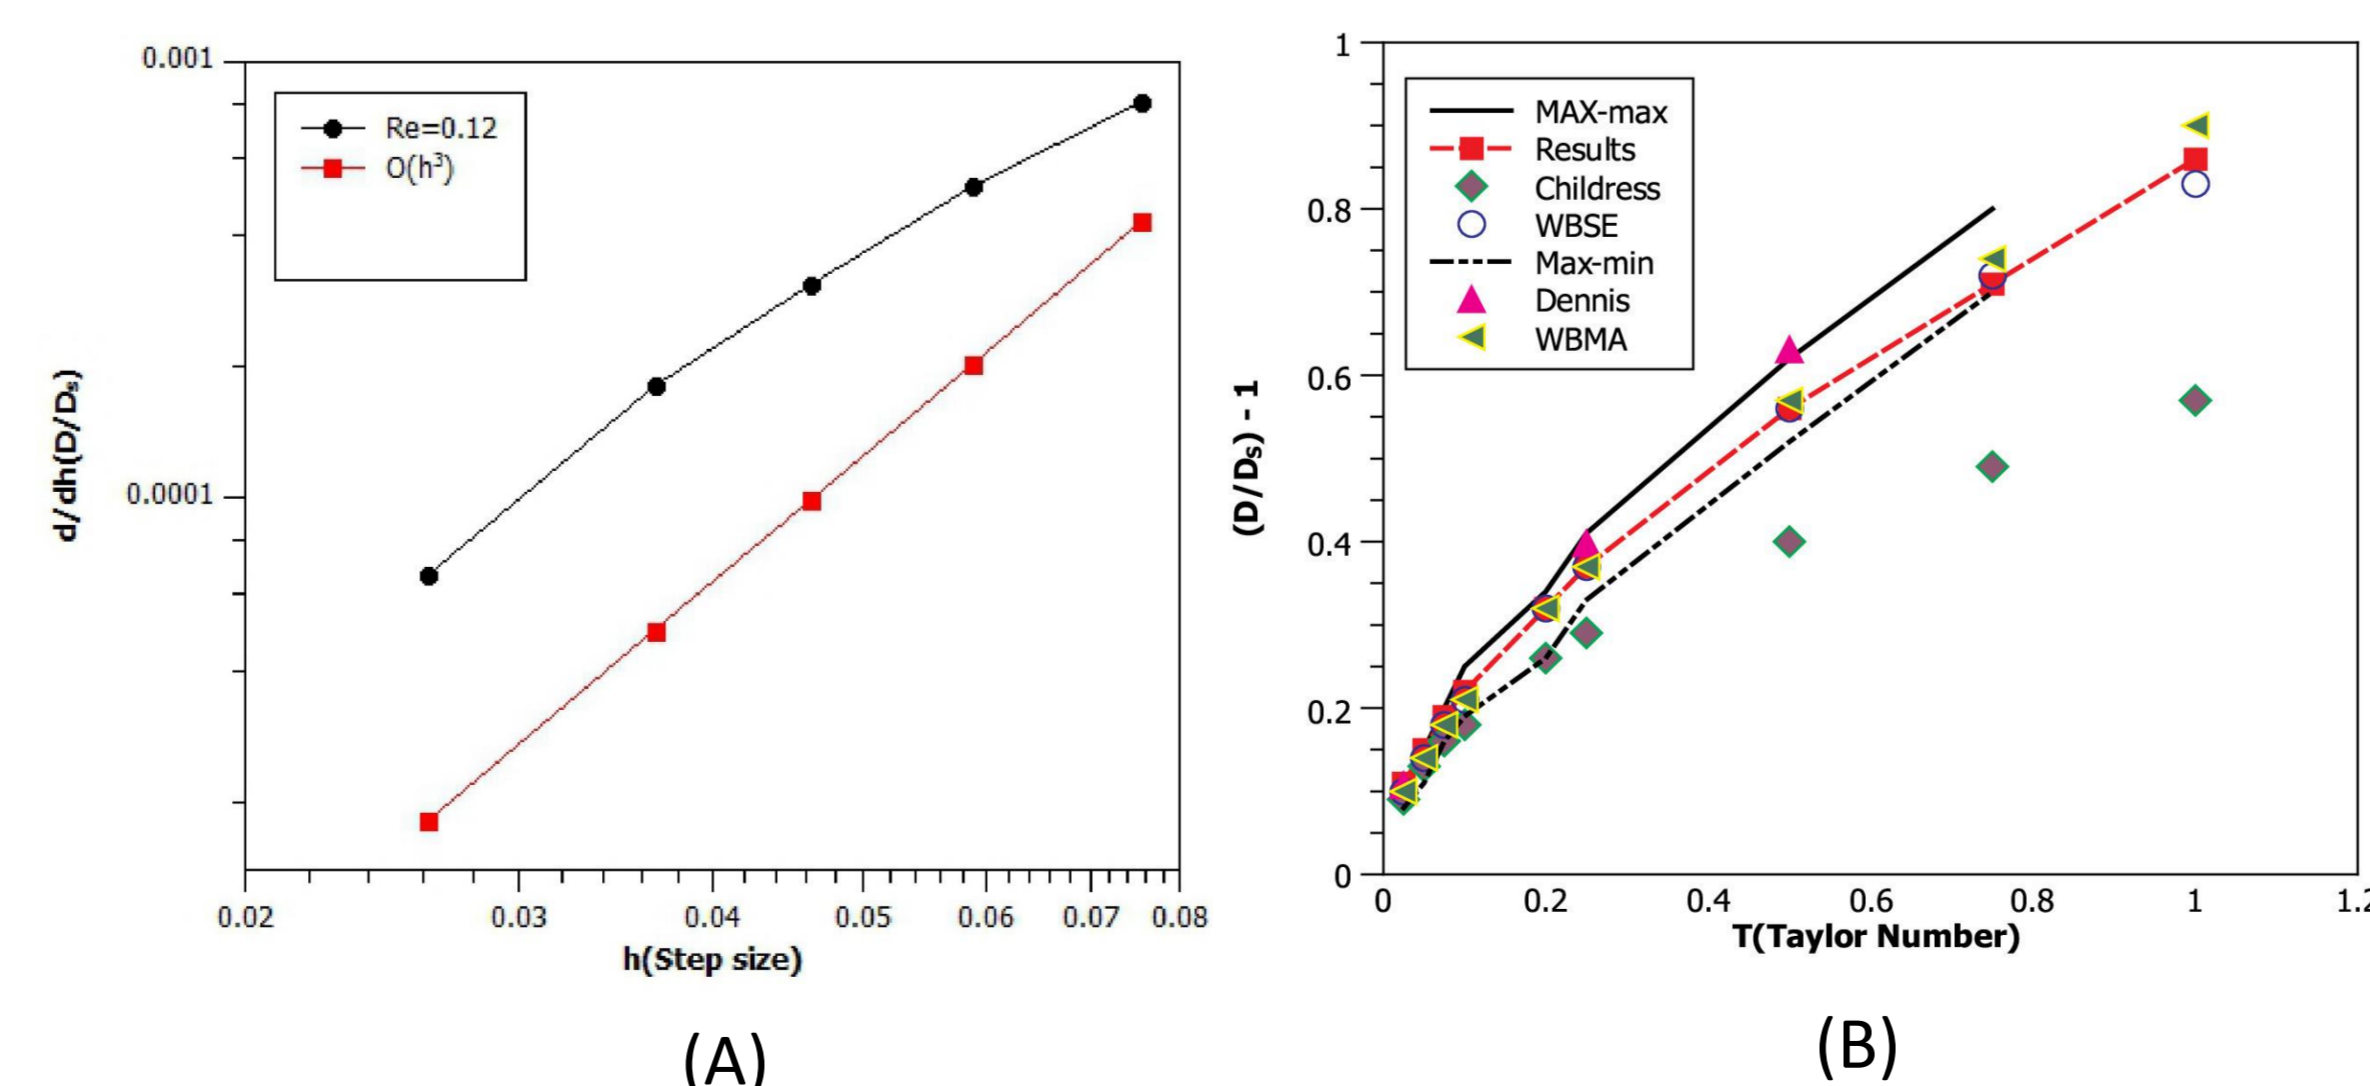 0.001
0.0001
Re=0.12
O(h³)
d/dh(D/Dₛ)
0.02 0.03 0.04 0.05 0.06 0.07 0.08
h(Step size)
(A)
1
0.8
0.6
0.4
0.2
0
MAX-max
Results
Childress
WBSE
Max-min
Dennis
WBMA
(D/Dₛ) - 1
0 0.2 0.4 0.6 0.8 1 1.2
T(Taylor Number)
(B)